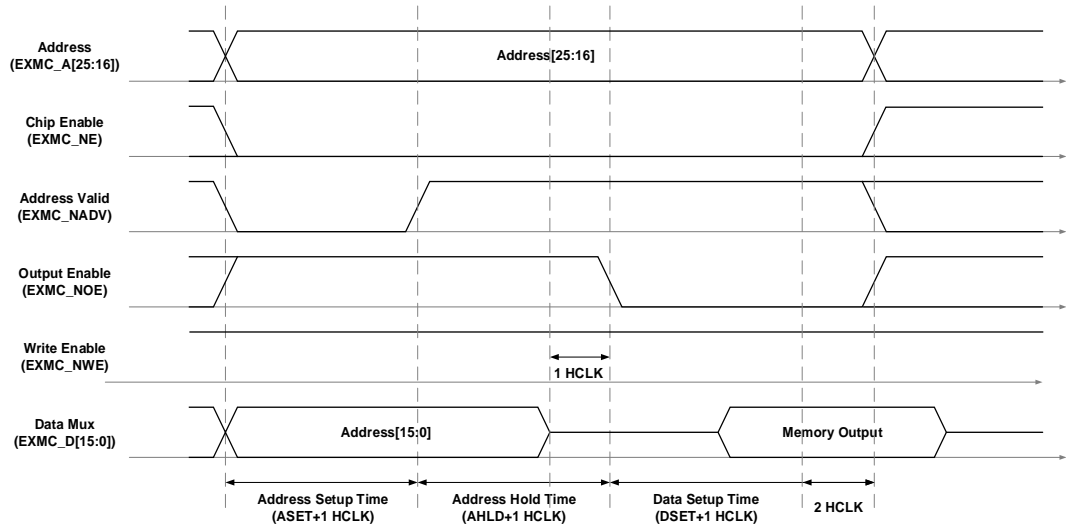 Address
(EXMC_A[25:16])
Address[25:16]
Chip Enable
(EXMC_NE)
Address Valid
(EXMC_NADV)
Output Enable
(EXMC_NOE)
Write Enable
(EXMC_NWE)
1 HCLK
Data Mux
(EXMC_D[15:0])
Address[15:0]
Memory Output
Address Setup Time
(ASET+1 HCLK)
Address Hold Time
(AHLD+1 HCLK)
Data Setup Time
(DSET+1 HCLK)
2 HCLK